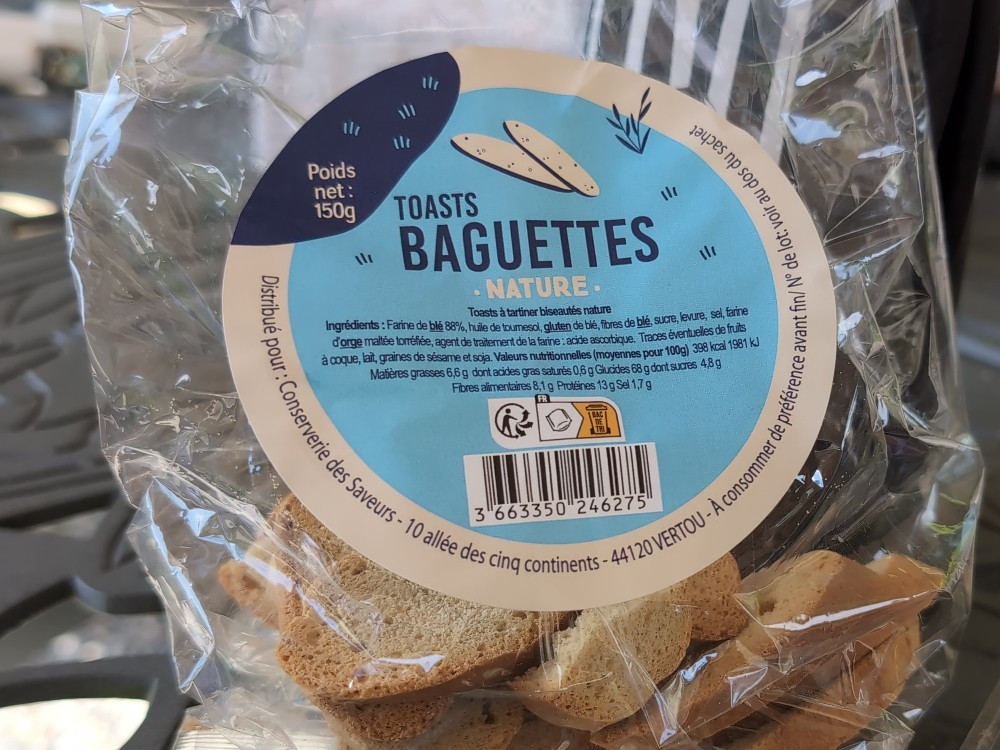 Poids
net :
150g
TOASTS
BAGUETTES
· NATURE ·
Toasts à tartiner biseautés nature
Ingrédients : Farine de blé 88%, huile de tournesol, gluten de blé, fibres de blé, sucre, levure, sel, farine
d'orge maltée torréfiée, agent de traitement de la farine : acide ascorbique. Traces éventuelles de fruits
à coque, lait, graines de sésame et soja. Valeurs nutritionnelles (moyennes pour 100g) 398 kcal 1981 kJ
Matières grasses 6,6 g dont acides gras saturés 0,6 g Glucides 68 g dont sucres 4,8 g
Fibres alimentaires 8,1 g Protéines 13 g Sel 1,7 g
FR
BAC
DE
TRI
3 663350 246275
Distribué pour : Conserverie des Saveurs - 10 allée des cinq continents - 44120 VERTOU - À consommer de préférence avant fin/ N° de lot: voir au dos du sachet